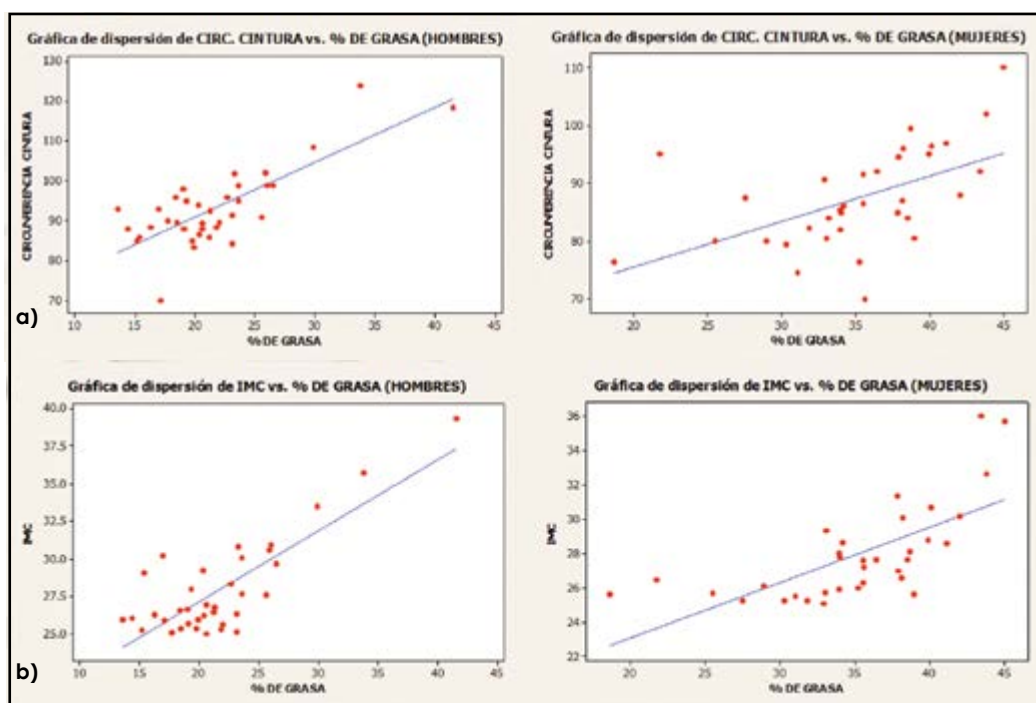 Gráfica de dispersión de CIRC. CINTURA vs. % DE GRASA (HOMBRES)
130
120
110
100
90
80
70
CIRCUNFERENCIA CINTURA
10 15 20 25 30 35 40 45
% DE GRASA
a)
Gráfica de dispersión de CIRC. CINTURA vs. % DE GRASA (MUJERES)
110
100
90
80
70
CIRCUNFERENCIA CINTURA
20 25 30 35 40 45
% DE GRASA
Gráfica de dispersión de IMC vs. % DE GRASA (HOMBRES)
40.0
37.5
35.0
32.5
30.0
27.5
25.0
IMC
10 15 20 25 30 35 40 45
% DE GRASA
b)
Gráfica de dispersión de IMC vs. % DE GRASA (MUJERES)
36
34
32
30
28
26
24
22
IMC
20 25 30 35 40 45
% DE GRASA